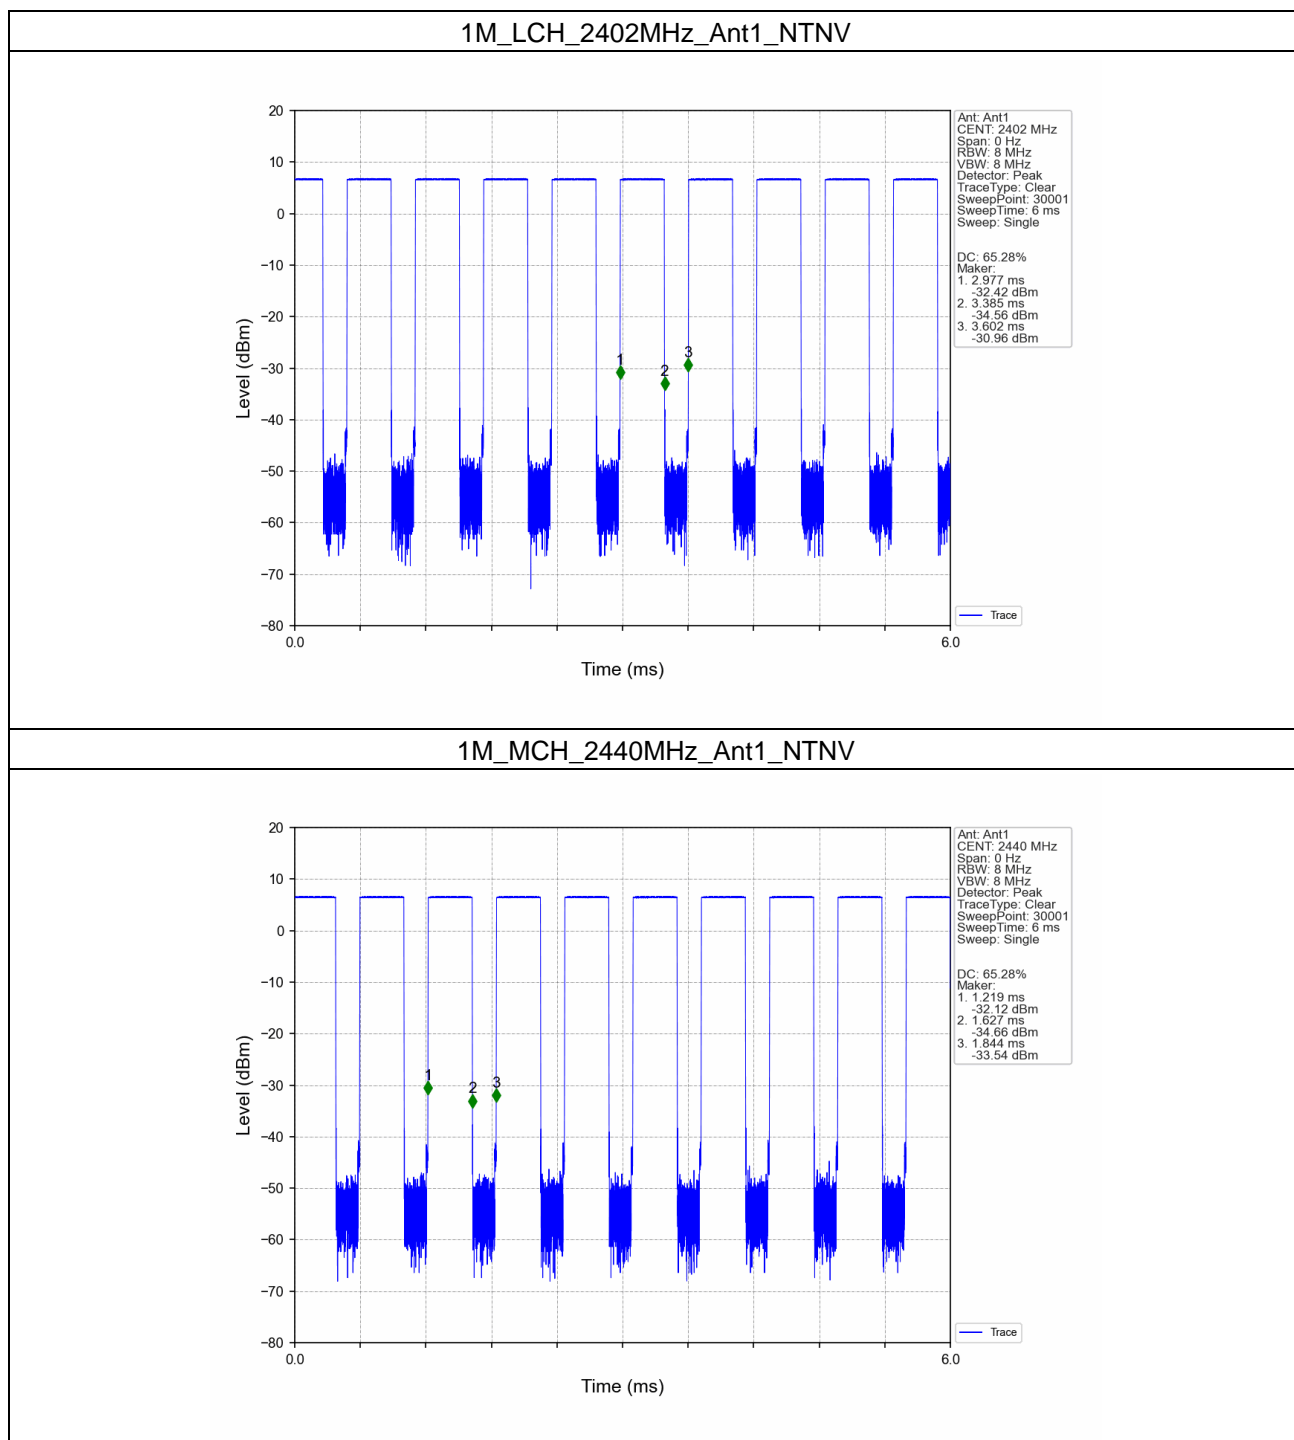 1M_LCH_2402MHz_Ant1_NTNV
20
10
0
−10
−20
−30
−40
−50
−60
−70
−80
Level (dBm)
0.0
6.0
Time (ms)
1
2
3
Ant: Ant1
CENT: 2402 MHz
Span: 0 Hz
RBW: 8 MHz
VBW: 8 MHz
Detector: Peak
TraceType: Clear
SweepPoint: 30001
SweepTime: 6 ms
Sweep: Single
DC: 65.28%
Maker:
1. 2.977 ms
-32.42 dBm
2. 3.385 ms
-34.56 dBm
3. 3.602 ms
-30.96 dBm
Trace
1M_MCH_2440MHz_Ant1_NTNV
20
10
0
−10
−20
−30
−40
−50
−60
−70
−80
Level (dBm)
0.0
6.0
Time (ms)
1
2
3
Ant: Ant1
CENT: 2440 MHz
Span: 0 Hz
RBW: 8 MHz
VBW: 8 MHz
Detector: Peak
TraceType: Clear
SweepPoint: 30001
SweepTime: 6 ms
Sweep: Single
DC: 65.28%
Maker:
1. 1.219 ms
-32.12 dBm
2. 1.627 ms
-34.66 dBm
3. 1.844 ms
-33.54 dBm
Trace